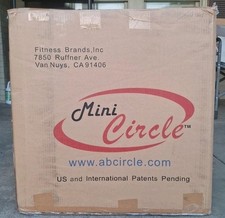 Fitness Brands,Inc
7850 Ruffner Ave.
Van Nuys, CA 91406
Mini
Circle™
www.abcircle.com
US and International Patents Pending